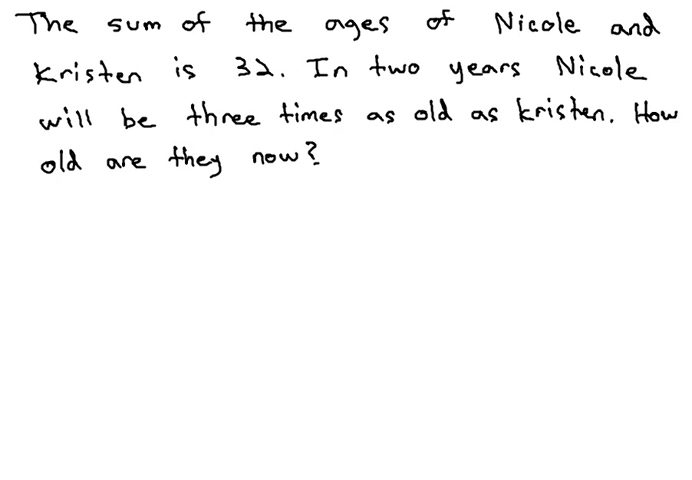 The sum of the ages of Nicole and
Kristen is 32. In two years Nicole
will be three times as old as kristen. How
old are they now?